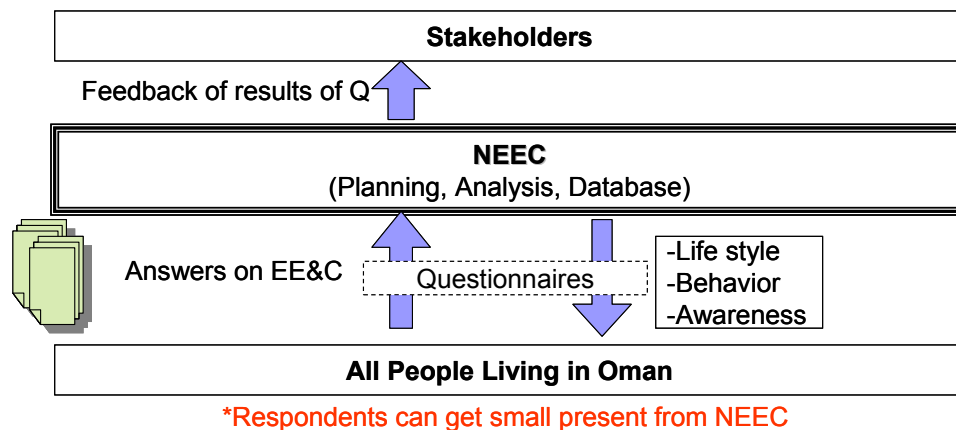 Stakeholders
Feedback of results of Q
NEEC
(Planning, Analysis, Database)
Answers on EE&C
Questionnaires
-Life style
-Behavior
-Awareness
All People Living in Oman
*Respondents can get small present from NEEC